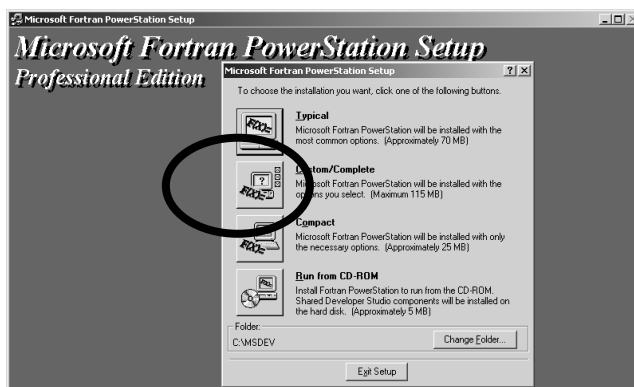 Microsoft Fortran PowerStation Setup
Microsoft Fortran PowerStation Setup
Professional Edition
Microsoft Fortran PowerStation Setup
To choose the installation you want, click one of the following buttons.
Typical
Microsoft Fortran PowerStation will be installed with the
most common options. (Approximately 70 MB)
Custom/Complete
Microsoft Fortran PowerStation will be installed with the
options you select. (Maximum 115 MB)
Compact
Microsoft Fortran PowerStation will be installed with only
the necessary options. (Approximately 25 MB)
Run from CD-ROM
Install Fortran PowerStation to run from the CD-ROM.
Shared Developer Studio components will be installed on
the hard disk. (Approximately 5 MB)
Folder:
C:\MSDEV
Change Folder...
Exit Setup